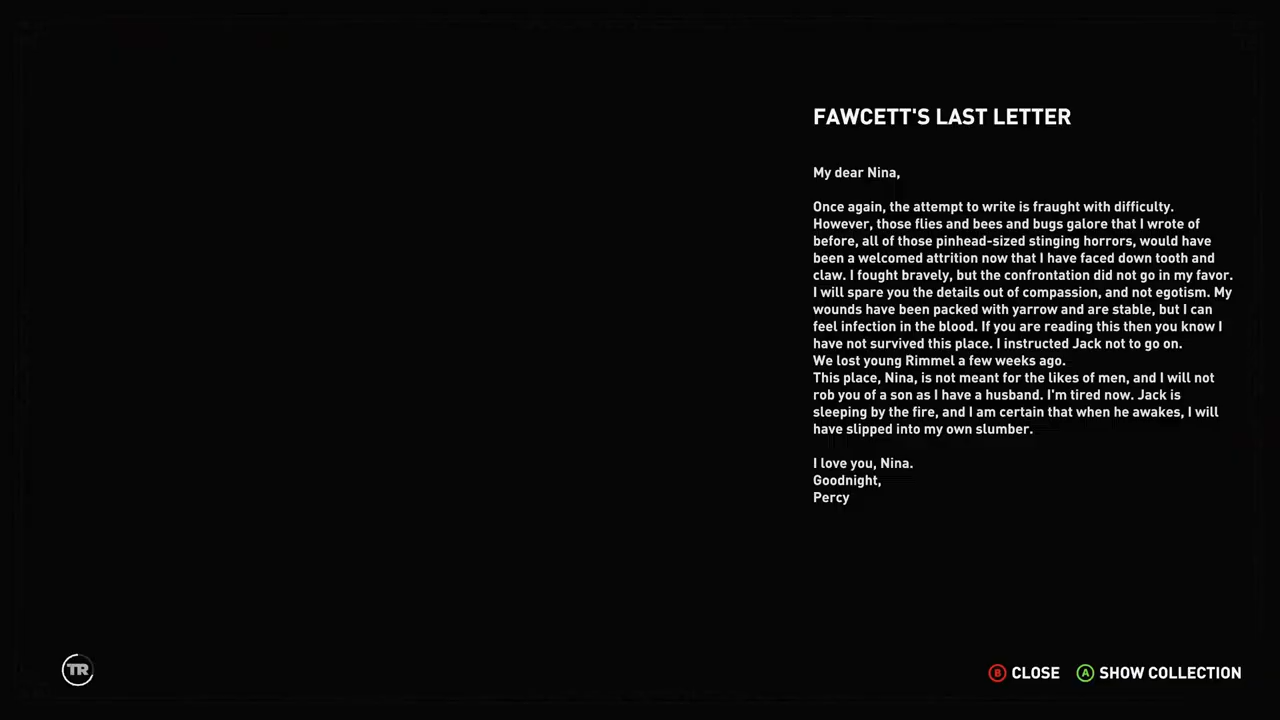 FAWCETT'S LAST LETTER
My dear Nina,
Once again, the attempt to write is fraught with difficulty.
However, those flies and bees and bugs galore that I wrote of
before, all of those pinhead-sized stinging horrors, would have
been a welcomed attrition now that I have faced down tooth and
claw. I fought bravely, but the confrontation did not go in my favor.
I will spare you the details out of compassion, and not egotism. My
wounds have been packed with yarrow and are stable, but I can
feel infection in the blood. If you are reading this then you know I
have not survived this place. I instructed Jack not to go on.
We lost young Rimmel a few weeks ago.
This place, Nina, is not meant for the likes of men, and I will not
rob you of a son as I have a husband. I'm tired now. Jack is
sleeping by the fire, and I am certain that when he awakes, I will
have slipped into my own slumber.
I love you, Nina.
Goodnight,
Percy
TR
B CLOSE A SHOW COLLECTION